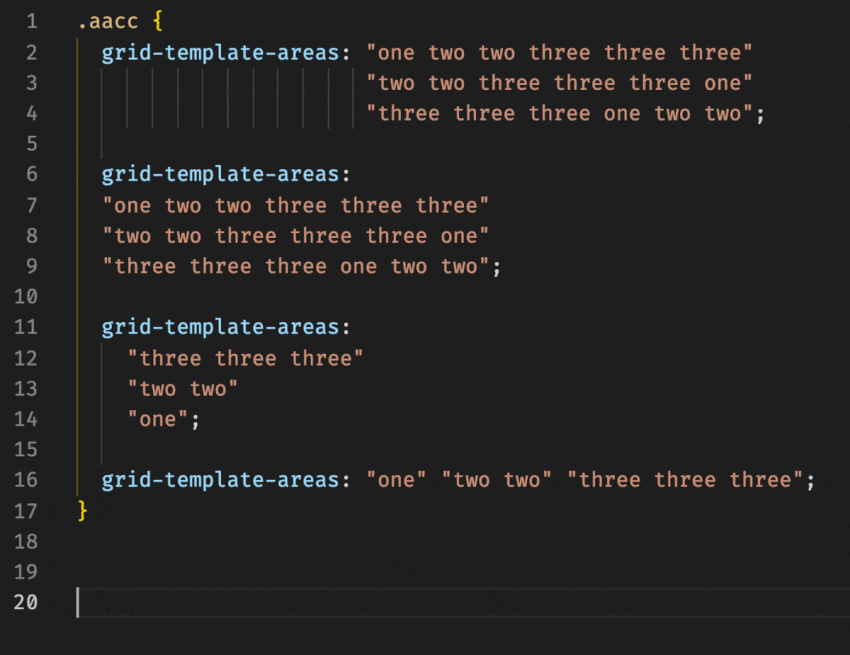 1 .aacc {
2 grid-template-areas: "one two two three three three"
3 "two two three three three one"
4 "three three three one two two";
5
6 grid-template-areas:
7 "one two two three three three"
8 "two two three three three one"
9 "three three three one two two";
10
11 grid-template-areas:
12 "three three three"
13 "two two"
14 "one";
15
16 grid-template-areas: "one" "two two" "three three three";
17 }
18
19
20